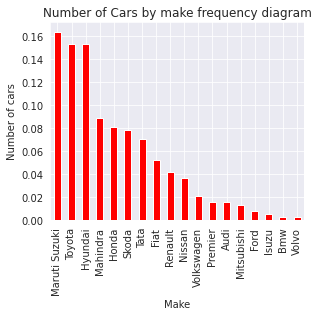 Number of Cars by make frequency diagram
0.16
0.14
0.12
0.10
0.08
0.06
0.04
0.02
0.00
Number of cars
Maruti Suzuki
Toyota
Hyundai
Mahindra
Honda
Skoda
Tata
Fiat
Renault
Nissan
Volkswagen
Premier
Audi
Mitsubishi
Ford
Isuzu
Bmw
Volvo
Make